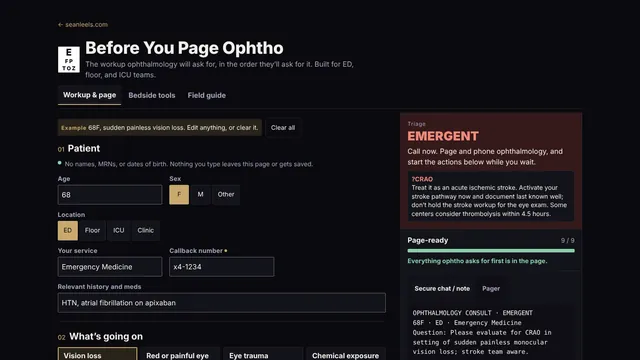 ← seanleels.com
E
F P
T O Z
Before You Page Ophtho
The workup ophthalmology will ask for, in the order they'll ask for it. Built for ED,
floor, and ICU teams.
Workup & page
Bedside tools
Field guide
Example 68F, sudden painless vision loss. Edit anything, or clear it.
Clear all
01 Patient
No names, MRNs, or dates of birth. Nothing you type leaves this page or gets saved.
Age
Sex
68
F
M
Other
Location
ED
Floor
ICU
Clinic
Your service
Callback number
Emergency Medicine
x4-1234
Relevant history and meds
HTN, atrial fibrillation on apixaban
02 What's going on
Vision loss
Red or painful eye
Eye trauma
Chemical exposure
Triage
EMERGENT
Call now. Page and phone ophthalmology, and
start the actions below while you wait.
?CRAO
Treat it as an acute ischemic stroke. Activate your
stroke pathway now and document last known well;
don't hold the stroke workup for the eye exam. Some
centers consider thrombolysis within 4.5 hours.
Page-ready
9 / 9
Everything ophtho asks for first is in the page.
Secure chat / note
Pager
OPHTHALMOLOGY CONSULT · EMERGENT
68F · ED · Emergency Medicine
Question: Please evaluate for CRAO in
setting of sudden painless monocular
vision loss; stroke team aware.